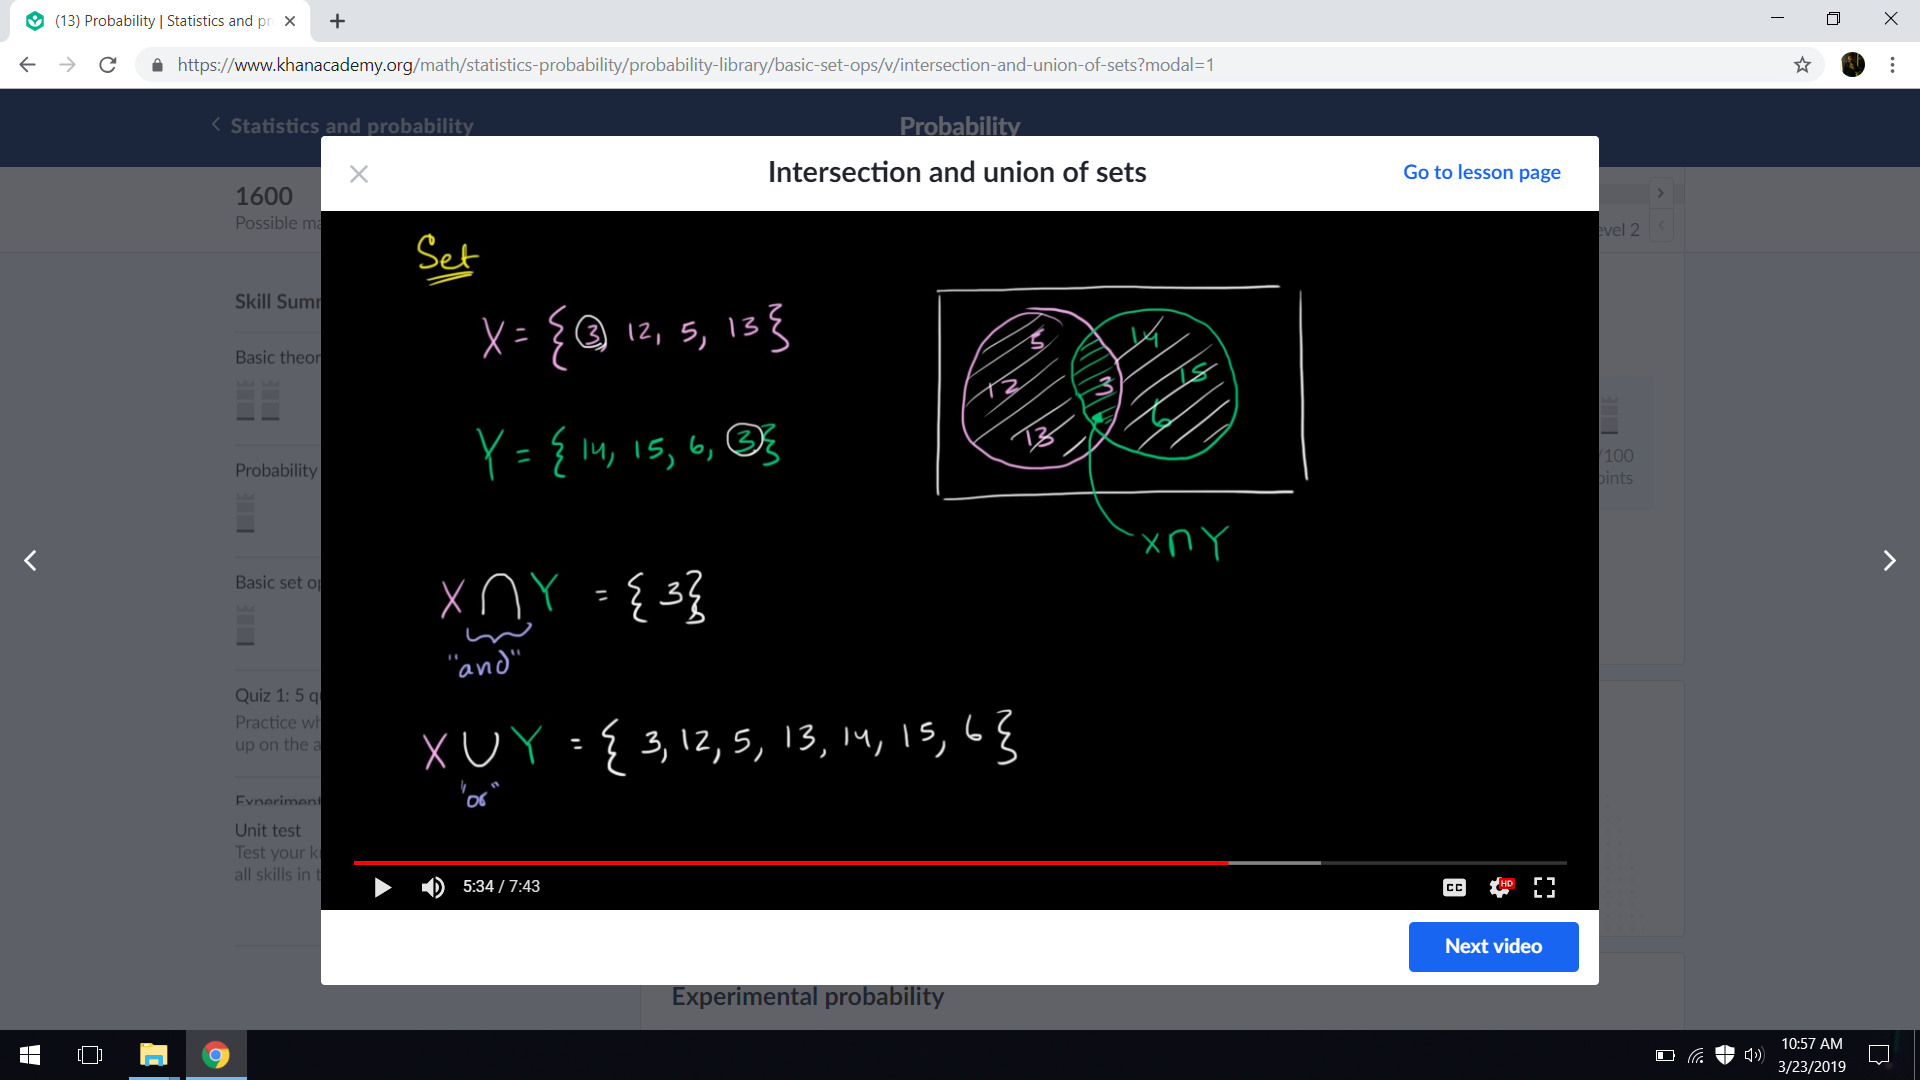 (13) Probability | Statistics and pr
https://www.khanacademy.org/math/statistics-probability/probability-library/basic-set-ops/v/intersection-and-union-of-sets?modal=1
Statistics and probability
Probability
Intersection and union of sets
Go to lesson page
1600
Possible ma
evel 2
Skill Summ
Basic theor
Probability
Basic set op
Quiz 1: 5 qu
Practice wh
up on the a
Experiment
Unit test
Test your k
all skills in t
/100
oints
Set
X = { 3, 12, 5, 13 }
Y = { 14, 15, 6, 3 }
5
12
13
3
14
15
6
X ∩ Y
X ∩ Y = { 3 }
"and"
X ∪ Y = { 3, 12, 5, 13, 14, 15, 6 }
"or"
5:34 / 7:43
CC
HD
Next video
Experimental probability
10:57 AM
3/23/2019